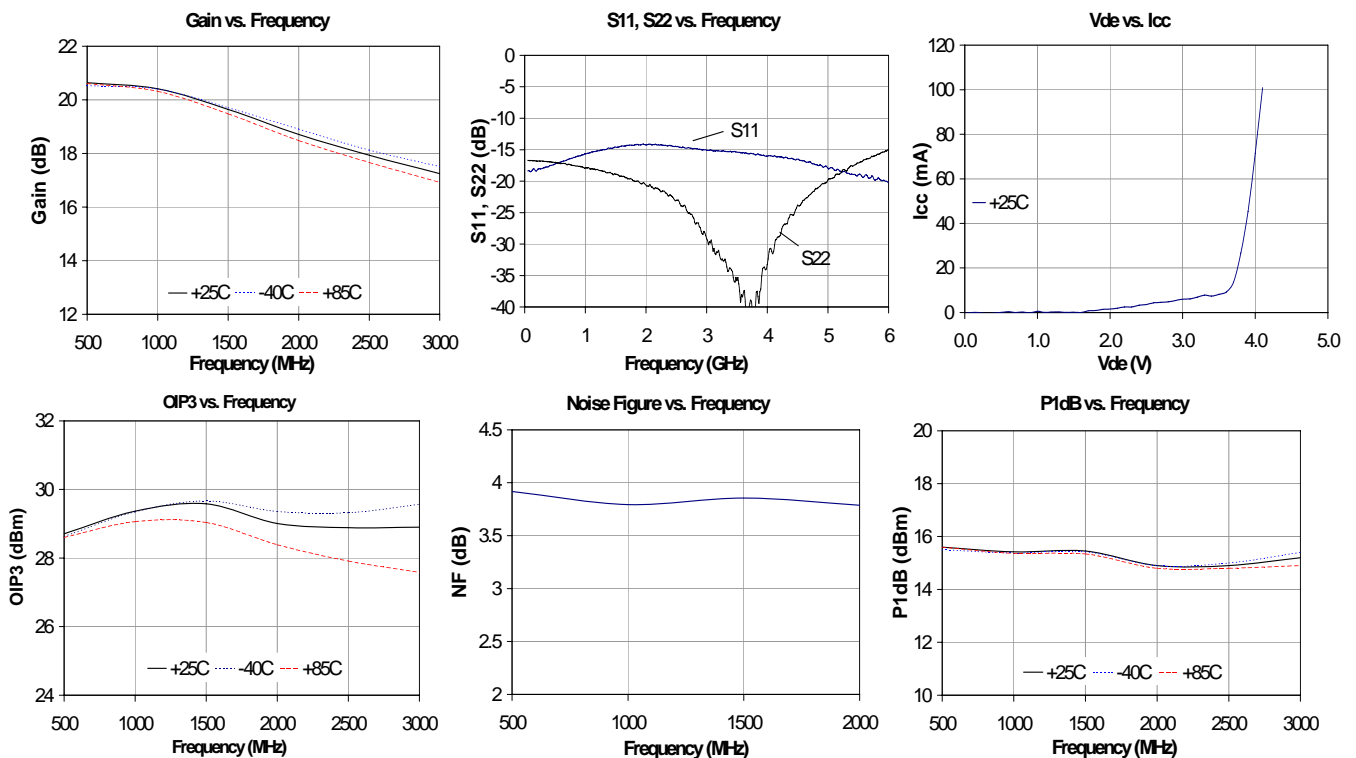 Gain vs. Frequency
22
20
18
16
14
12
Gain (dB)
+25C -40C +85C
500 1000 1500 2000 2500 3000
Frequency (MHz)
S11, S22 vs Frequency
0
-5
-10
-15
-20
-25
-30
-35
-40
S11, S22 (dB)
S11
S22
0 1 2 3 4 5 6
Frequency (GHz)
Vde vs. Icc
120
100
80
60
40
20
0
Icc (mA)
+25C
0.0 1.0 2.0 3.0 4.0 5.0
Vde (V)
OIP3 vs. Frequency
32
30
28
26
24
OIP3 (dBm)
+25C -40C +85C
500 1000 1500 2000 2500 3000
Frequency (MHz)
Noise Figure vs. Frequency
4.5
4
3.5
3
2.5
2
NF (dB)
500 1000 1500 2000
Frequency (MHz)
P1dB vs. Frequency
20
18
16
14
12
10
P1dB (dBm)
+25C -40C +85C
500 1000 1500 2000 2500 3000
Frequency (MHz)